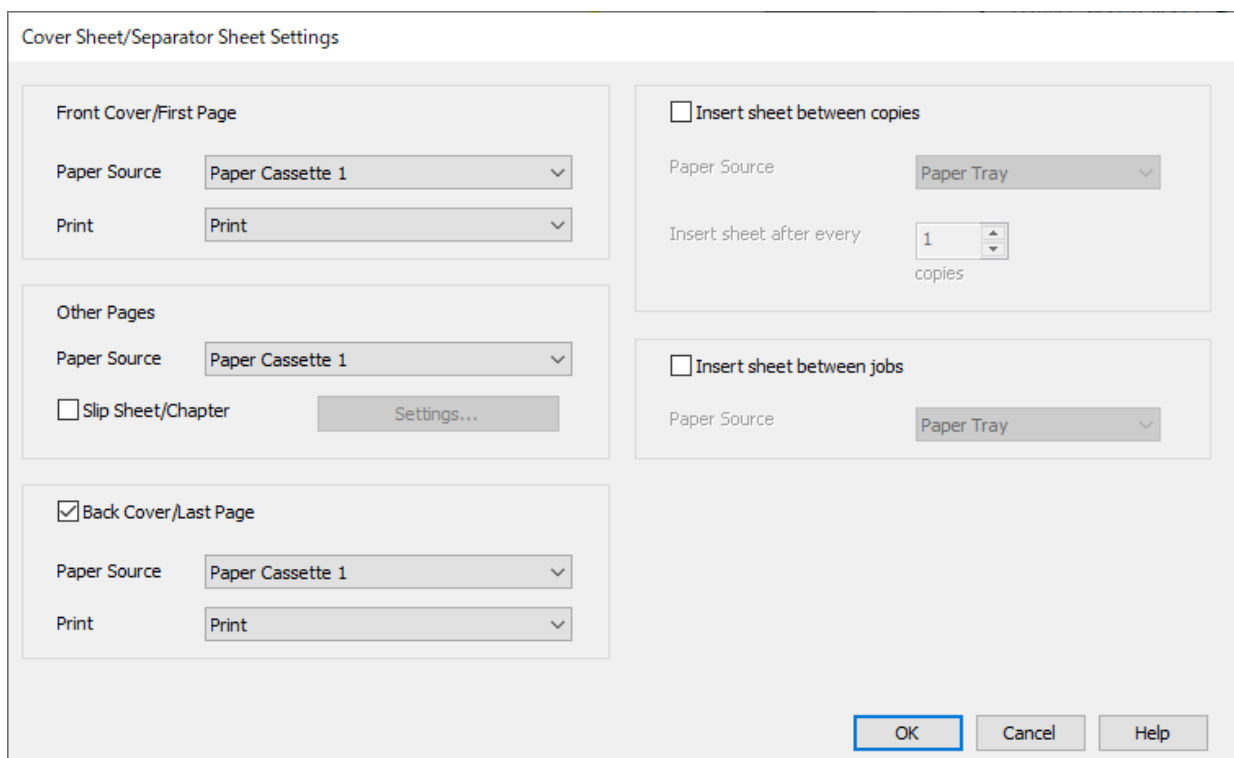 Cover Sheet/Separator Sheet Settings
Front Cover/First Page
Paper Source Paper Cassette 1
Print Print
Other Pages
Paper Source Paper Cassette 1
Slip Sheet/Chapter Settings...
Back Cover/Last Page
Paper Source Paper Cassette 1
Print Print
Insert sheet between copies
Paper Source Paper Tray
Insert sheet after every 1
copies
Insert sheet between jobs
Paper Source Paper Tray
OK Cancel Help